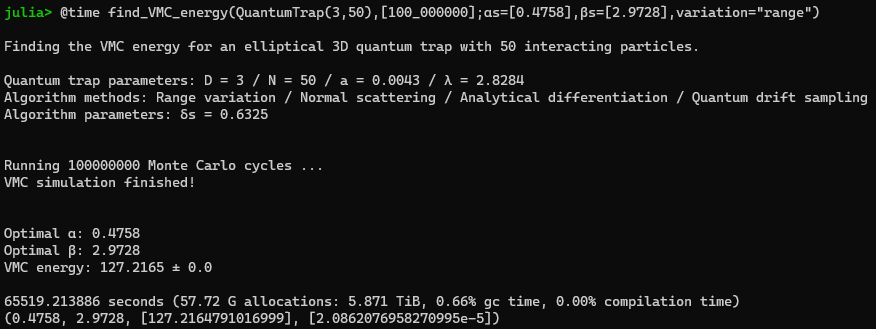 julia> @time find_VMC_energy(QuantumTrap(3,50),[100_000000];αs=[0.4758],βs=[2.9728],variation="range")
Finding the VMC energy for an elliptical 3D quantum trap with 50 interacting particles.
Quantum trap parameters: D = 3 / N = 50 / a = 0.0043 / λ = 2.8284
Algorithm methods: Range variation / Normal scattering / Analytical differentiation / Quantum drift sampling
Algorithm parameters: δs = 0.6325
Running 100000000 Monte Carlo cycles ...
VMC simulation finished!
Optimal α: 0.4758
Optimal β: 2.9728
VMC energy: 127.2165 ± 0.0
65519.213886 seconds (57.72 G allocations: 5.871 TiB, 0.66% gc time, 0.00% compilation time)
(0.4758, 2.9728, [127.2164791016999], [2.0862076958270995e-5])